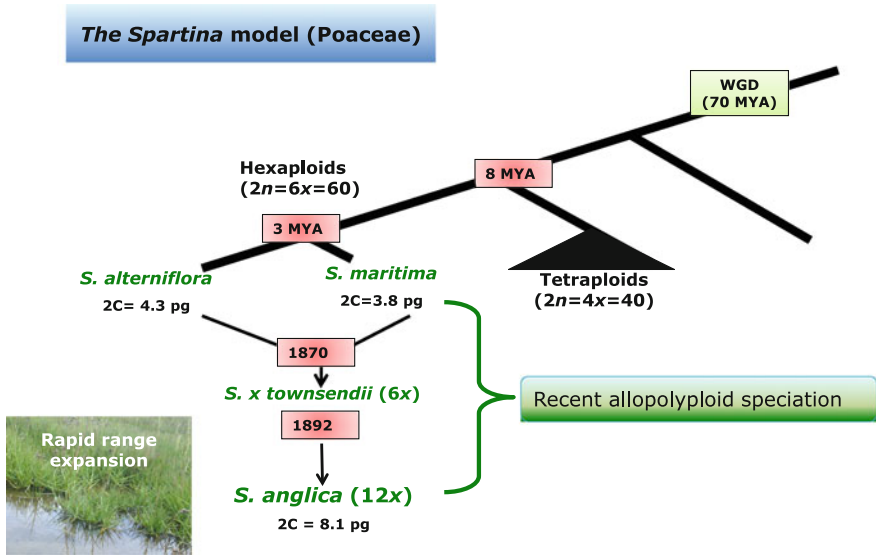 The Spartina model (Poaceae)
WGD
(70 MYA)
8 MYA
Hexaploids
(2n=6x=60)
3 MYA
S. alterniflora
S. maritima
2C= 4.3 pg
2C=3.8 pg
Tetraploids
(2n=4x=40)
1870
S. x townsendii (6x)
Recent allopolyploid speciation
1892
Rapid range
expansion
S. anglica (12x)
2C = 8.1 pg